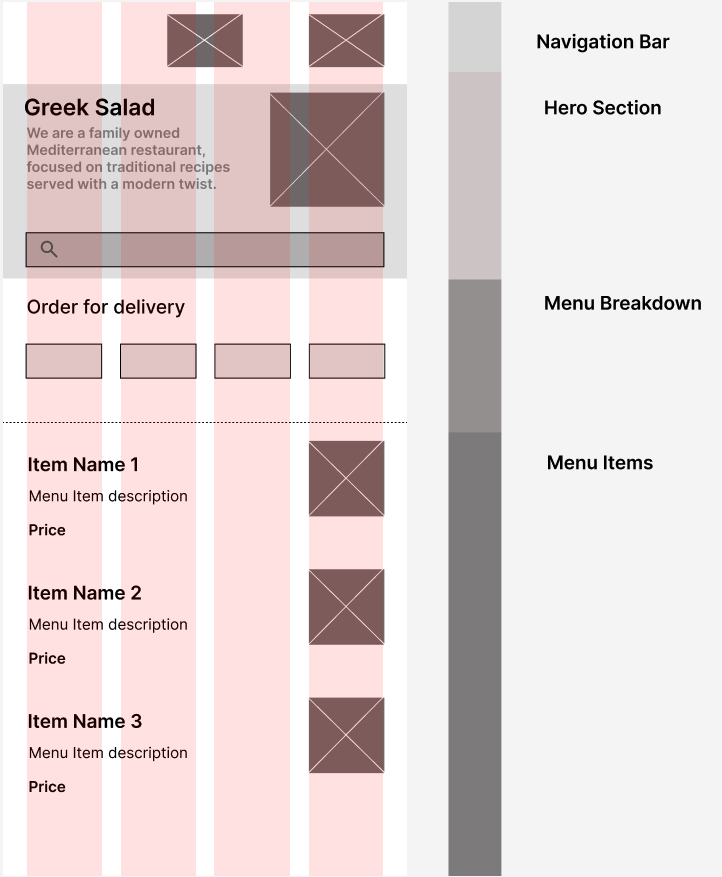 Navigation Bar
Greek Salad
We are a family owned
Mediterranean restaurant,
focused on traditional recipes
served with a modern twist.
Hero Section
Order for delivery
Menu Breakdown
Item Name 1
Menu Item description
Price
Menu Items
Item Name 2
Menu Item description
Price
Item Name 3
Menu Item description
Price